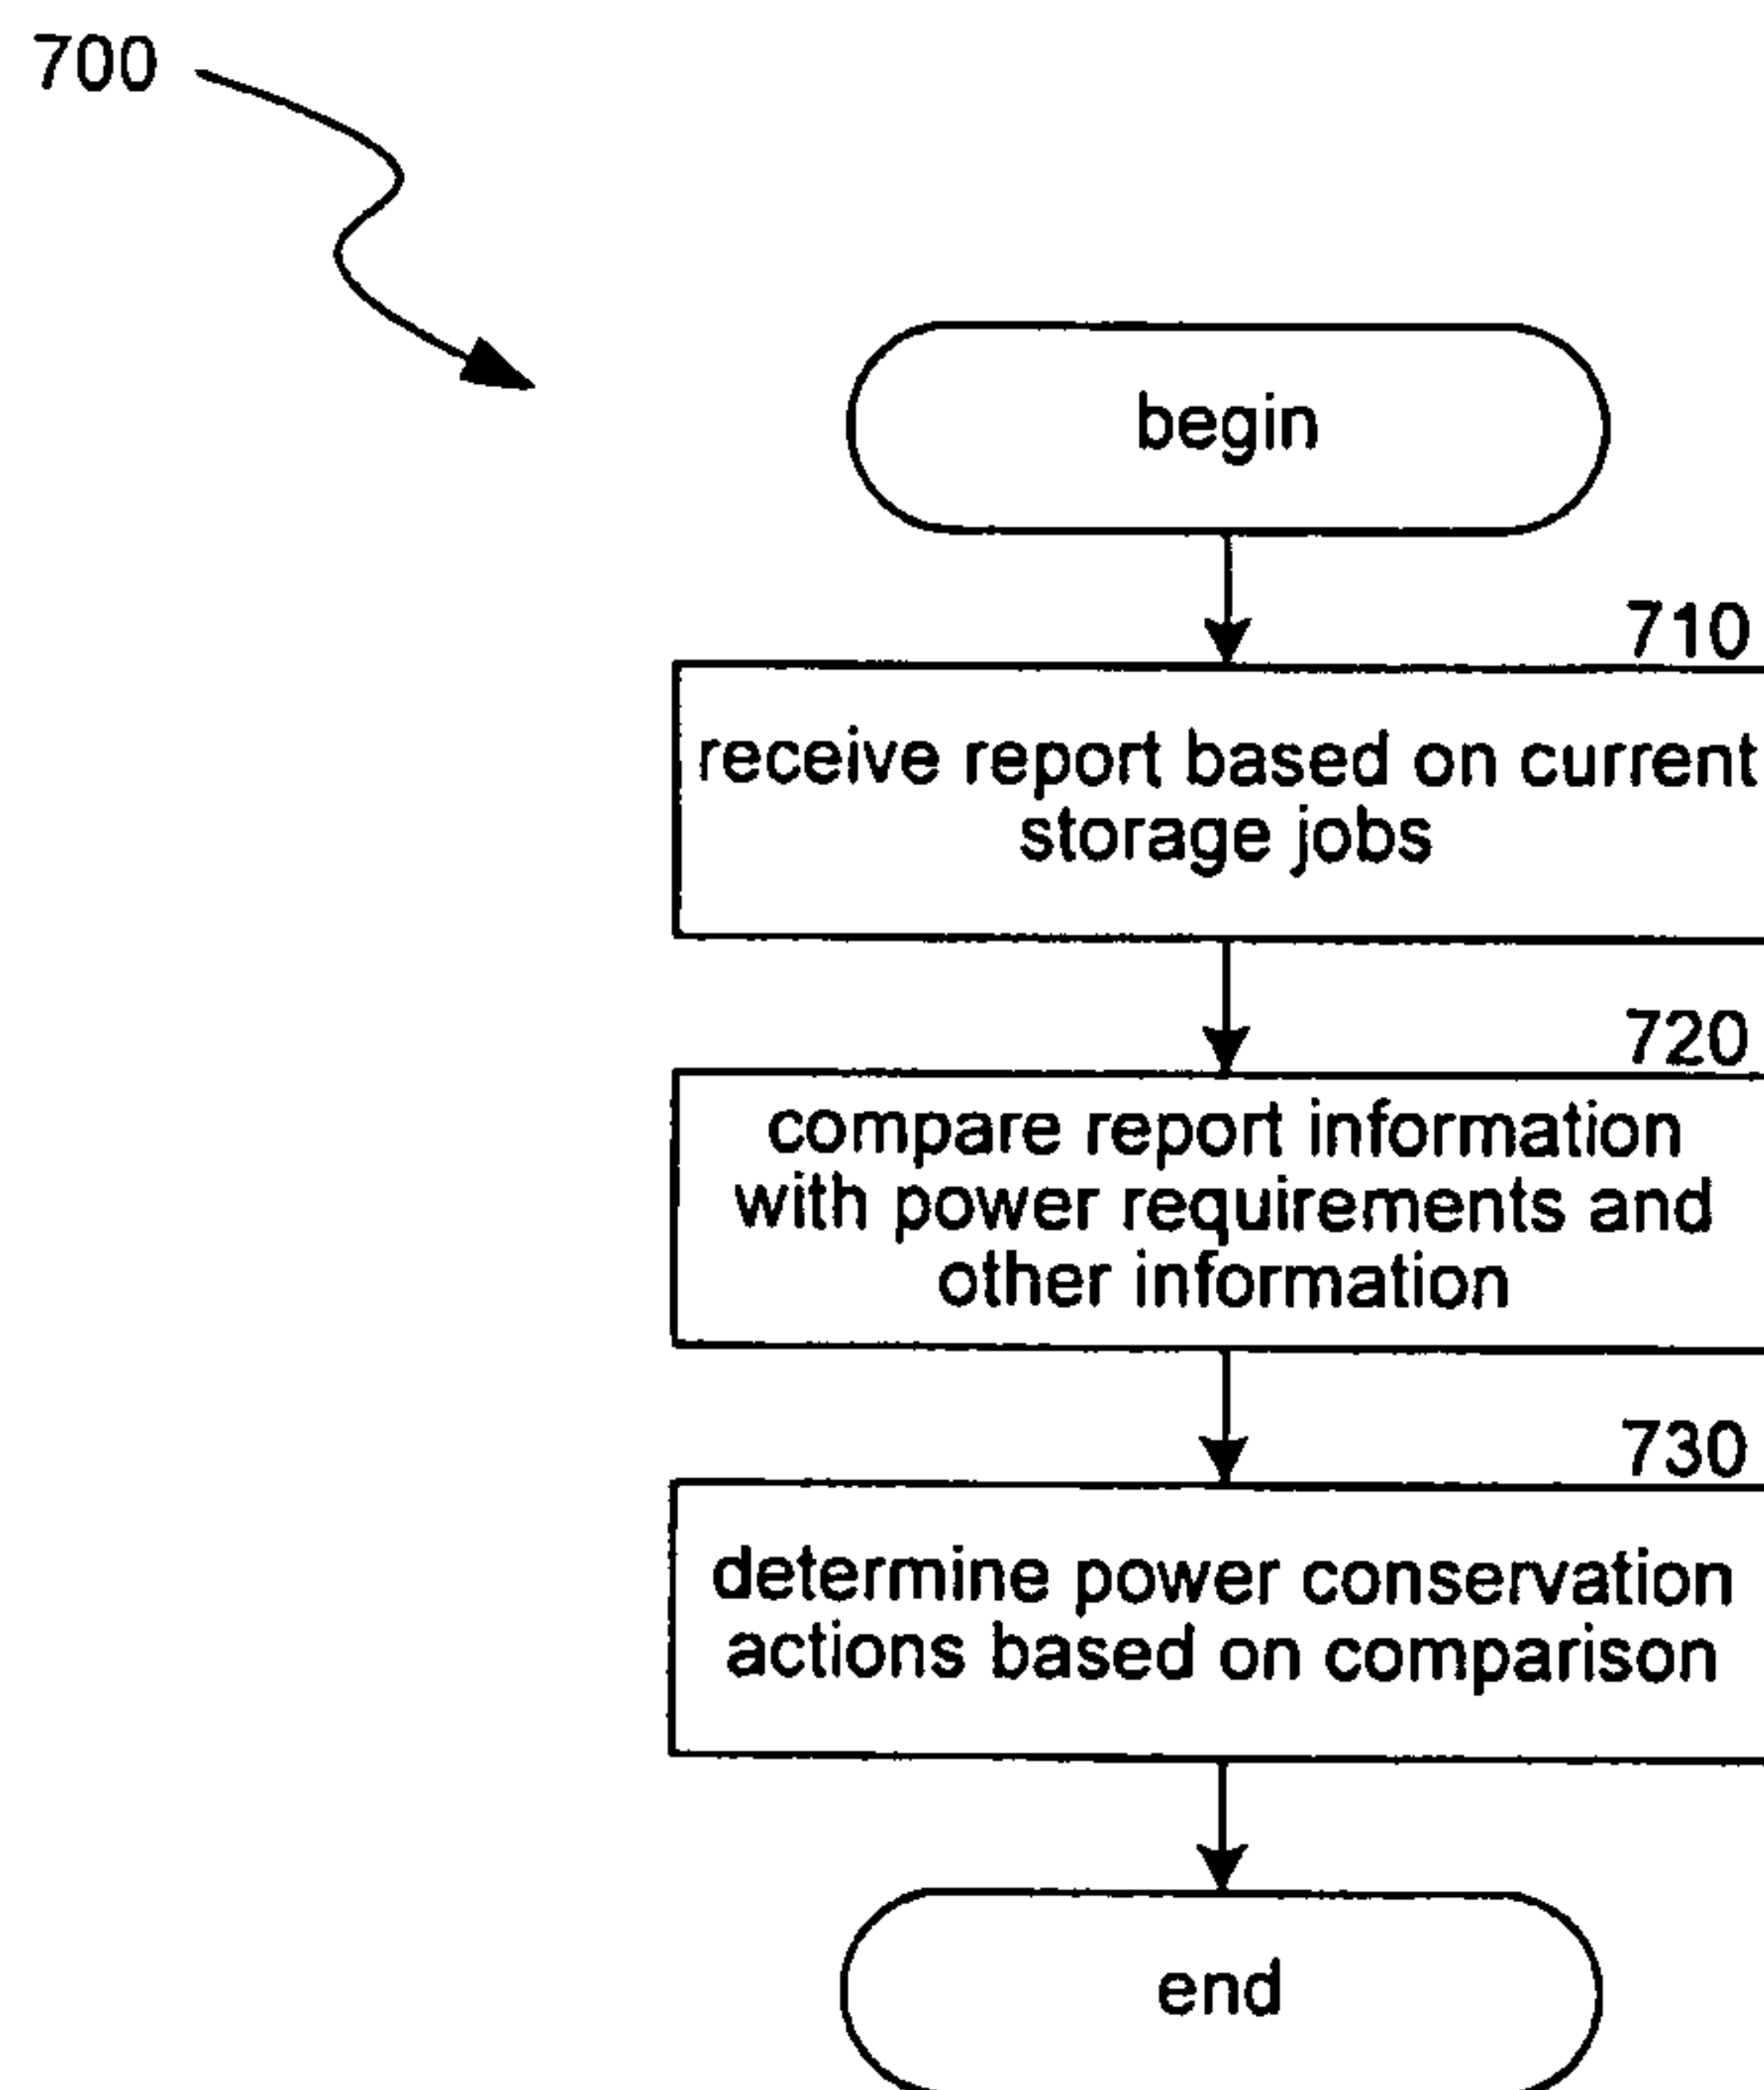 700
begin
710
receive report based on current
storage jobs
720
compare report information
with power requirements and
other information
730
determine power conservation
actions based on comparison
end